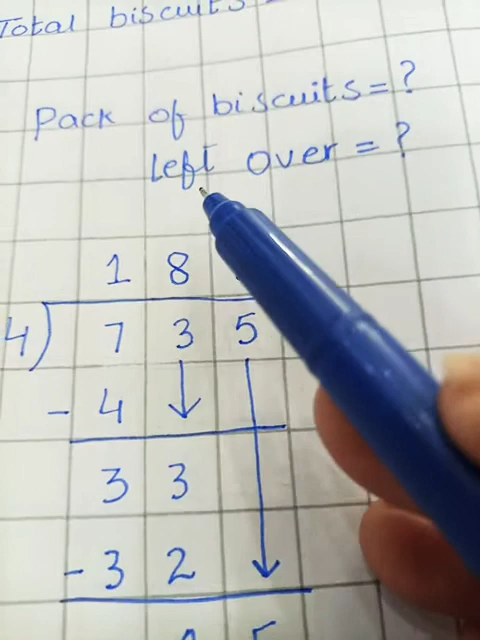 Total biscuits
Pack of biscuits = ?
left over = ?
1 8
4) 7 3 5
- 4
3 3
- 3 2